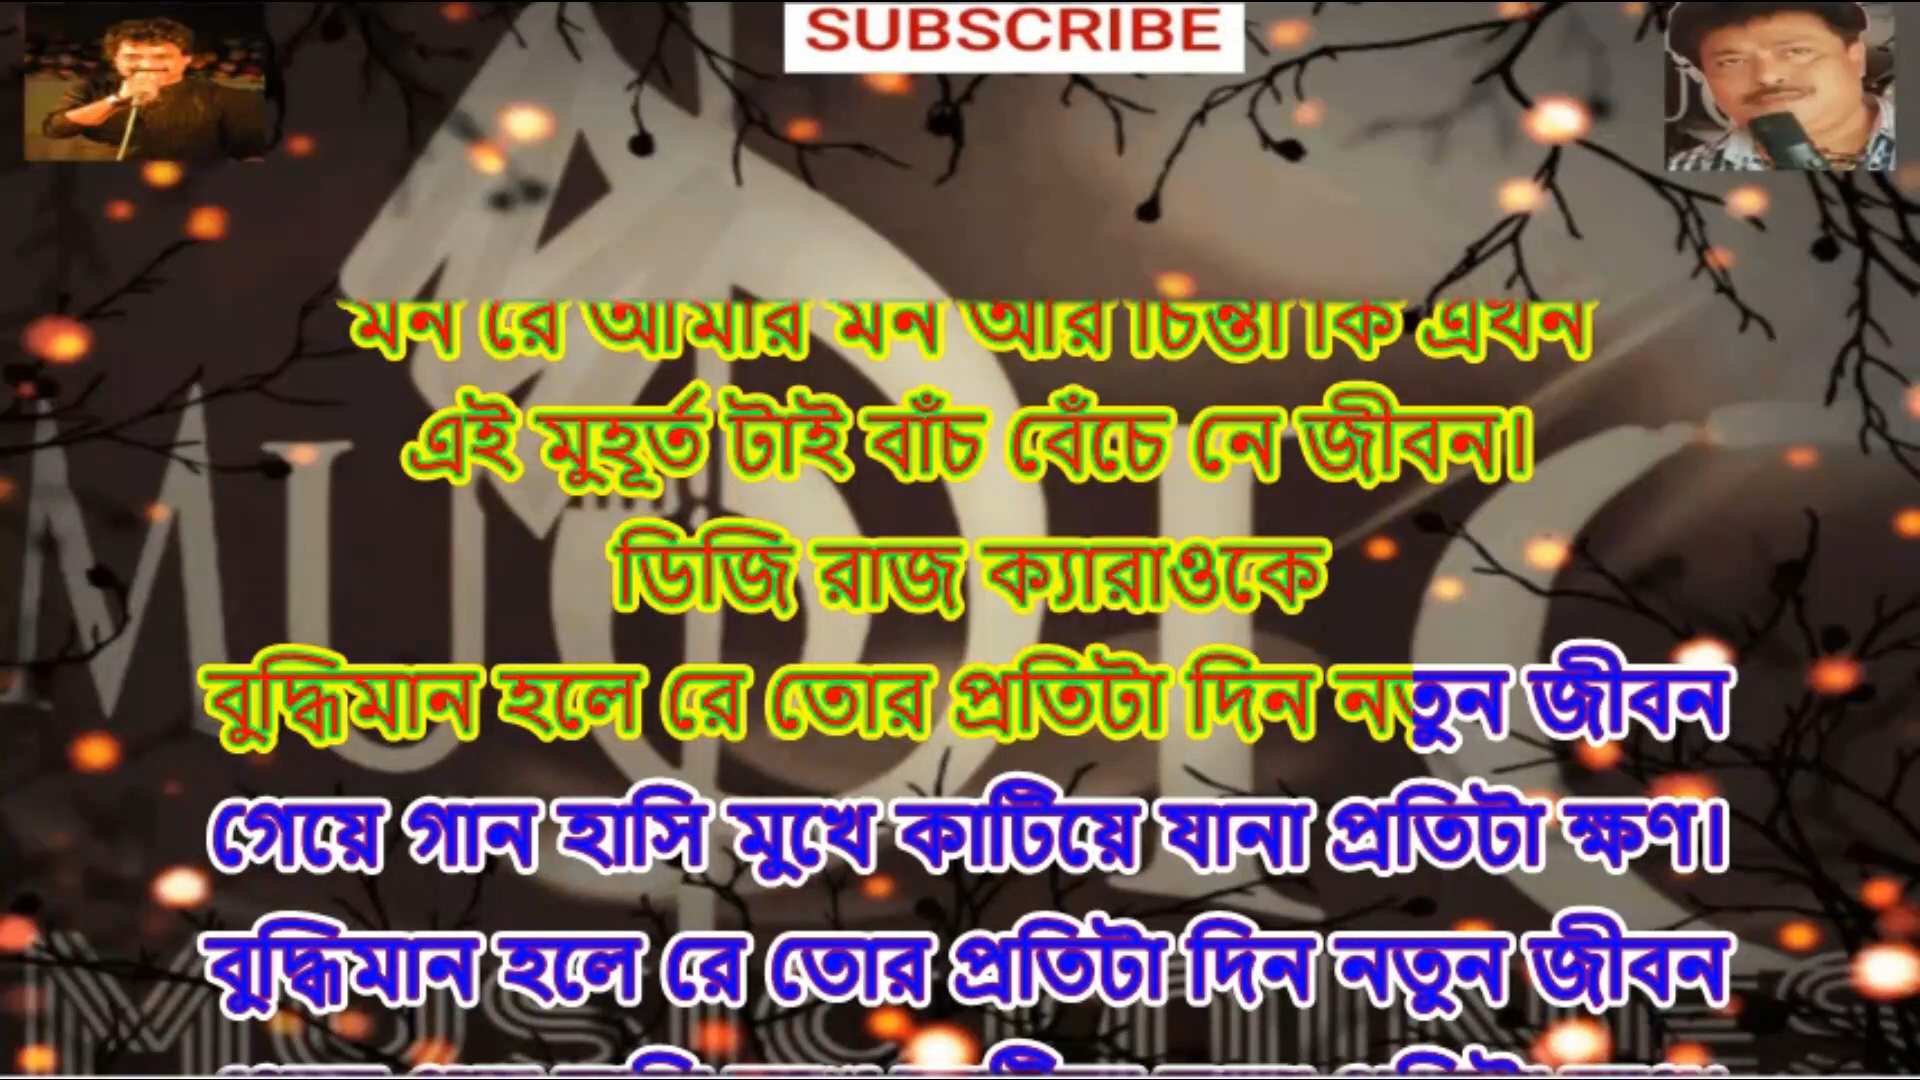 SUBSCRIBE
মন রে আমার মন আর চিন্তা কি এখন
এই মুহূর্ত টাই বাঁচ বেঁচে নে জীবন।
ডিজি রাজ ক্যারাওকে
বুদ্ধিমান হলে রে তোর প্রতিটা দিন নতুন জীবন
গেয়ে গান হাসি মুখে কাটিয়ে যানা প্রতিটা ক্ষণ।
বুদ্ধিমান হলে রে তোর প্রতিটা দিন নতুন জীবন